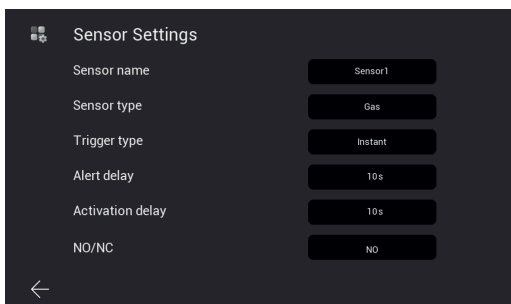 Sensor Settings
Sensor name Sensor1
Sensor type Gas
Trigger type Instant
Alert delay 10s
Activation delay 10s
NO/NC NO